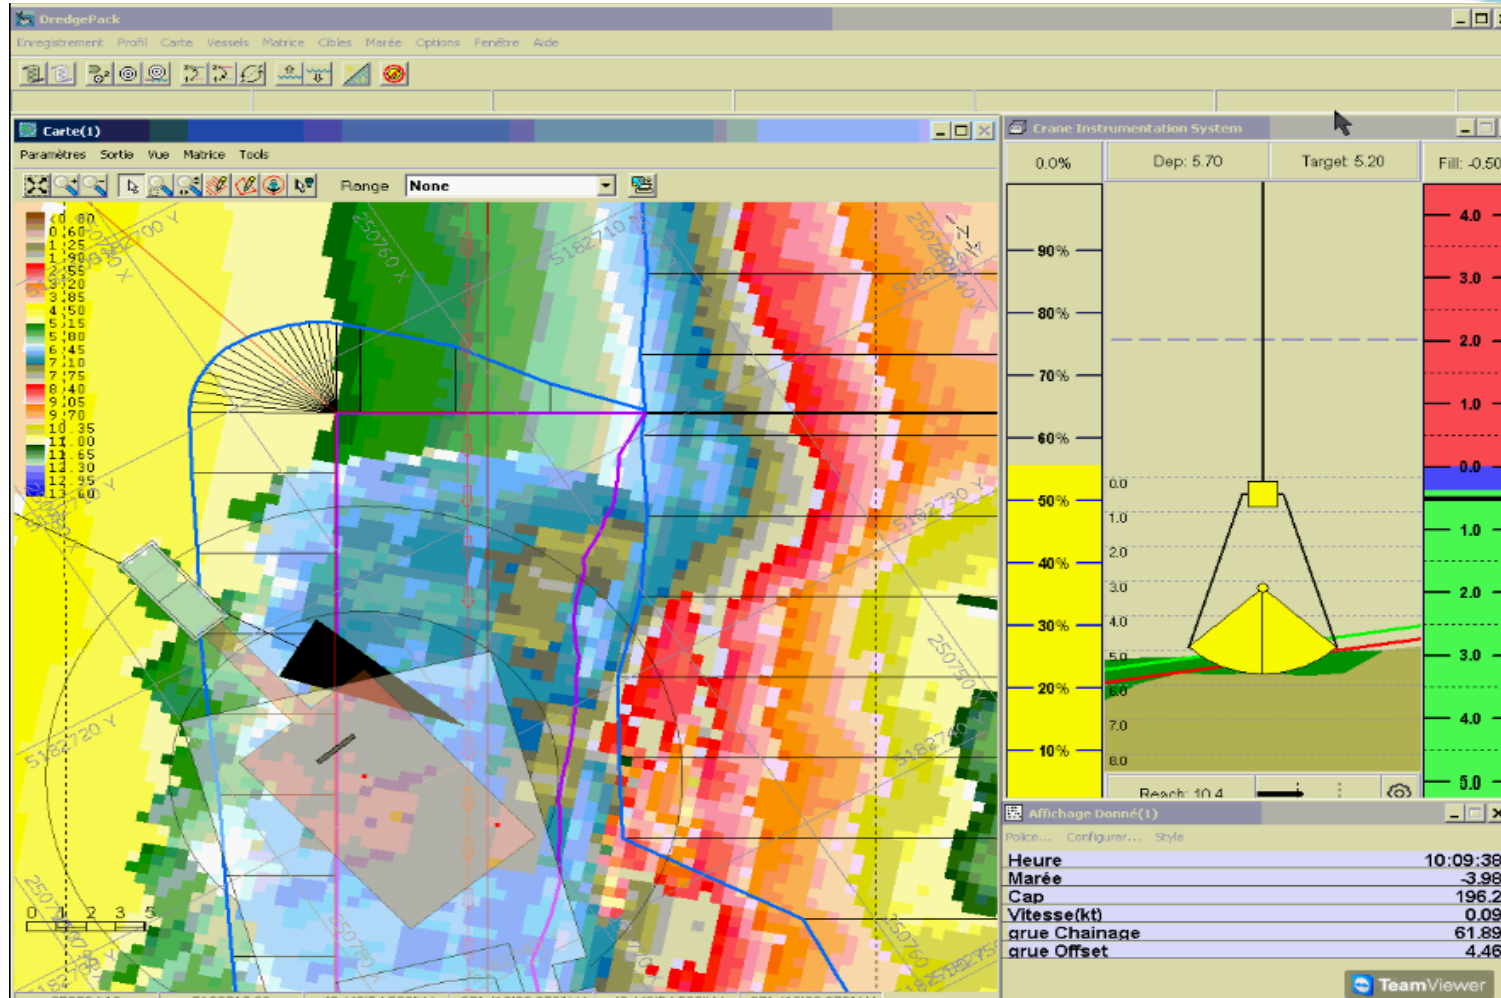 DredgePack
Enregistrement Profil Carte Vessels Matrice Cibles Marée Options Fenêtre Aide
Carte(1)
Paramètres Sortie Vue Matrice Tools
Range None
0.60
1.25
1.90
2.55
3.20
3.85
4.50
5.15
5.80
6.45
7.10
7.75
8.40
9.05
9.70
10.35
11.00
11.65
12.30
12.95
13.60
5182700 Y
250760 X
5182710
5182730 Y
250750
5182720 Y
5182740
250760
0 1 2 3 5
Crane Instrumentation System
0.0% Dep: 5.70 Target: 5.20 Fill: -0.50
90%
80%
70%
60%
50%
40%
30%
20%
10%
0.0
1.0
2.0
3.0
4.0
5.0
6.0
7.0
8.0
4.0
3.0
2.0
1.0
0.0
1.0
2.0
3.0
4.0
5.0
Reach: 10.4
Affichage Donné(1)
Police... Configurer... Style
Heure 10:09:38
Marée -3.98
Cap 196.2
Vitesse(kt) 0.09
grue Chainage 61.89
grue Offset 4.46
TeamViewer